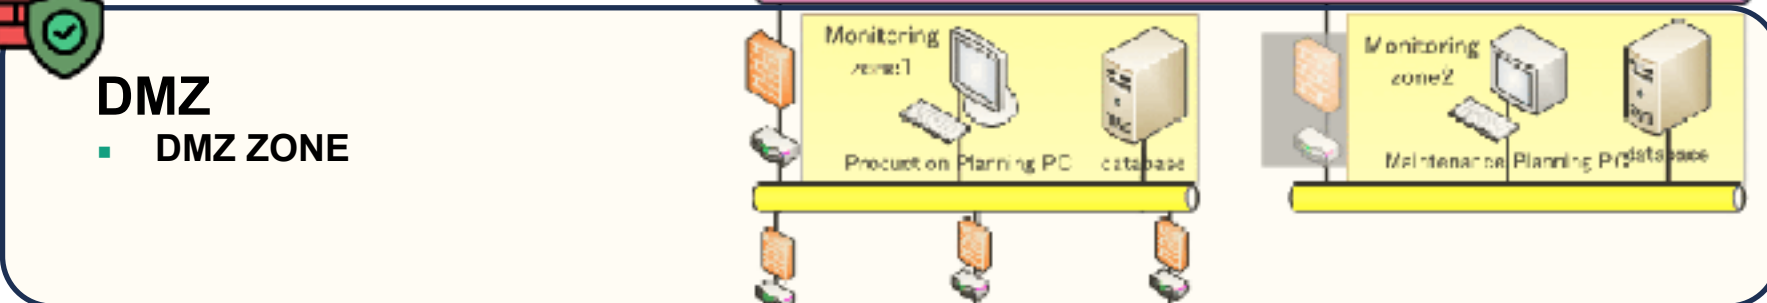 DMZ
DMZ ZONE
Monitoring
zone1
Production Planning PC
database
Monitoring
zone2
Maintenance Planning PC
database